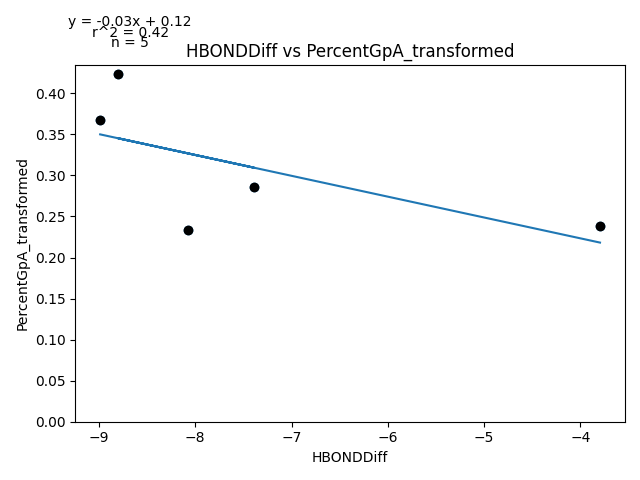 y = -0.03x + 0.12
r^2 = 0.42
n = 5
HBONDDiff vs PercentGpA_transformed
PercentGpA_transformed
0.40
0.35
0.30
0.25
0.20
0.15
0.10
0.05
0.00
−9 −8 −7 −6 −5 −4
HBONDDiff